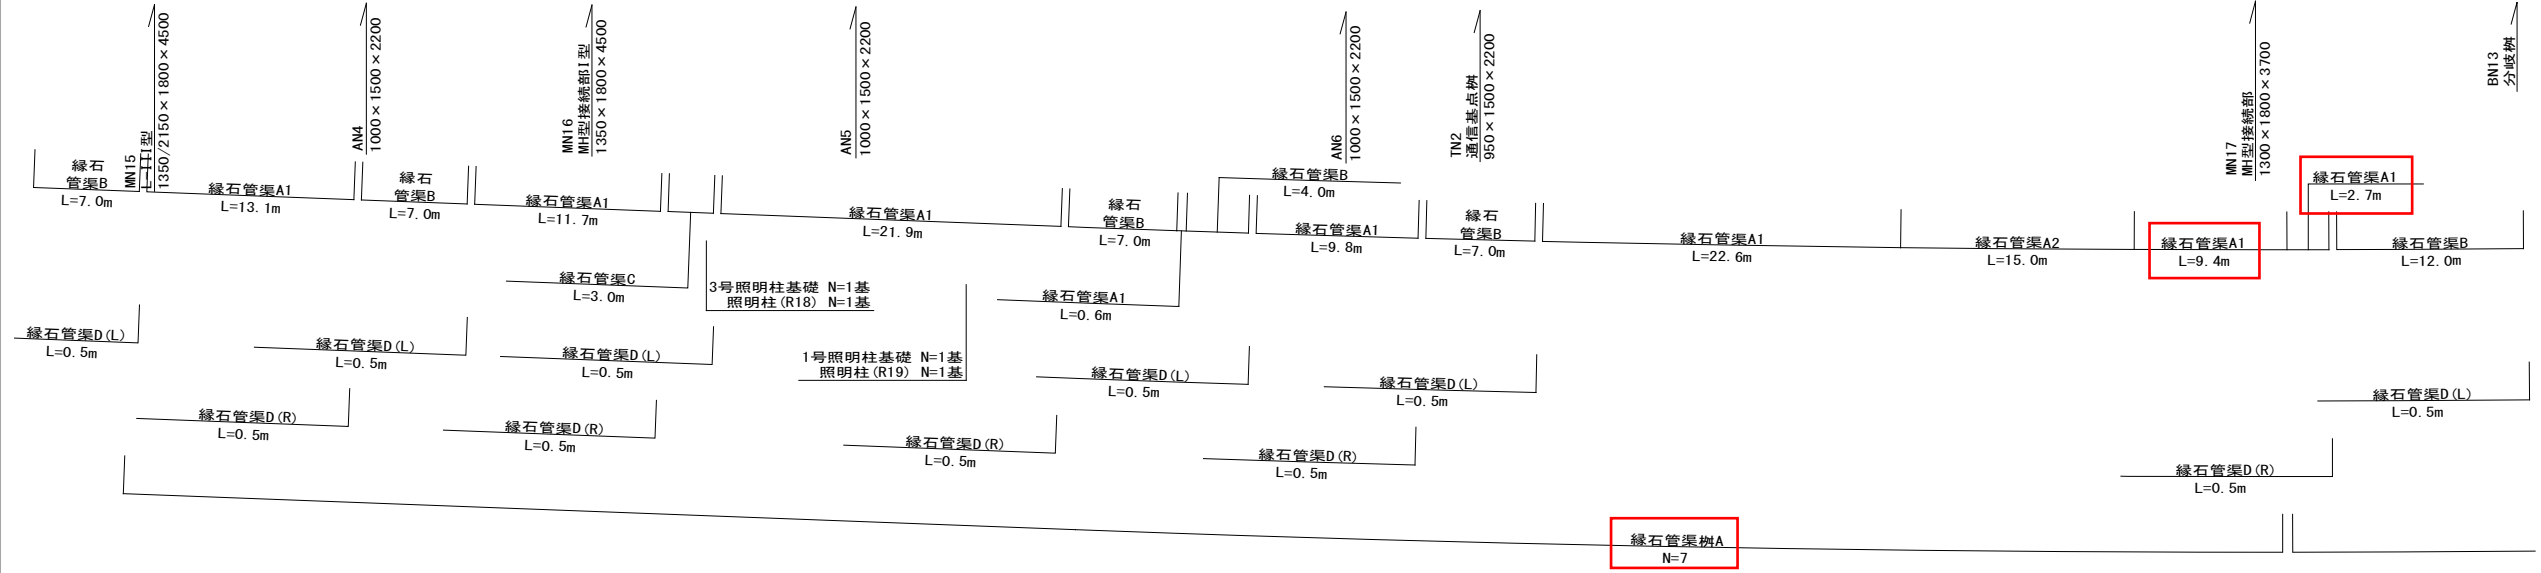 MN15
L-III型
1350/2150×1800×4500
AN4
1000×1500×2200
MN16
MH型接続部I型
1350×1800×4500
AN5
1000×1500×2200
AN6
1000×1500×2200
TN2
通信基点桝
950×1500×2200
MN17
MH型接続部
1300×1800×3700
BN13
分岐桝
縁石
管渠B
L=7.0m
縁石管渠A1
L=13.1m
縁石
管渠B
L=7.0m
縁石管渠A1
L=11.7m
縁石管渠A1
L=21.9m
縁石
管渠B
L=7.0m
縁石管渠B
L=4.0m
縁石管渠A1
L=9.8m
縁石
管渠B
L=7.0m
縁石管渠A1
L=22.6m
縁石管渠A2
L=15.0m
縁石管渠A1
L=9.4m
縁石管渠A1
L=2.7m
縁石管渠B
L=12.0m
縁石管渠C
L=3.0m
3号照明柱基礎 N=1基
照明柱(R18) N=1基
縁石管渠A1
L=0.6m
縁石管渠D(L)
L=0.5m
縁石管渠D(L)
L=0.5m
縁石管渠D(L)
L=0.5m
1号照明柱基礎 N=1基
照明柱(R19) N=1基
縁石管渠D(L)
L=0.5m
縁石管渠D(L)
L=0.5m
縁石管渠D(L)
L=0.5m
縁石管渠D(R)
L=0.5m
縁石管渠D(R)
L=0.5m
縁石管渠D(R)
L=0.5m
縁石管渠D(R)
L=0.5m
縁石管渠D(R)
L=0.5m
縁石管渠桝A
N=7